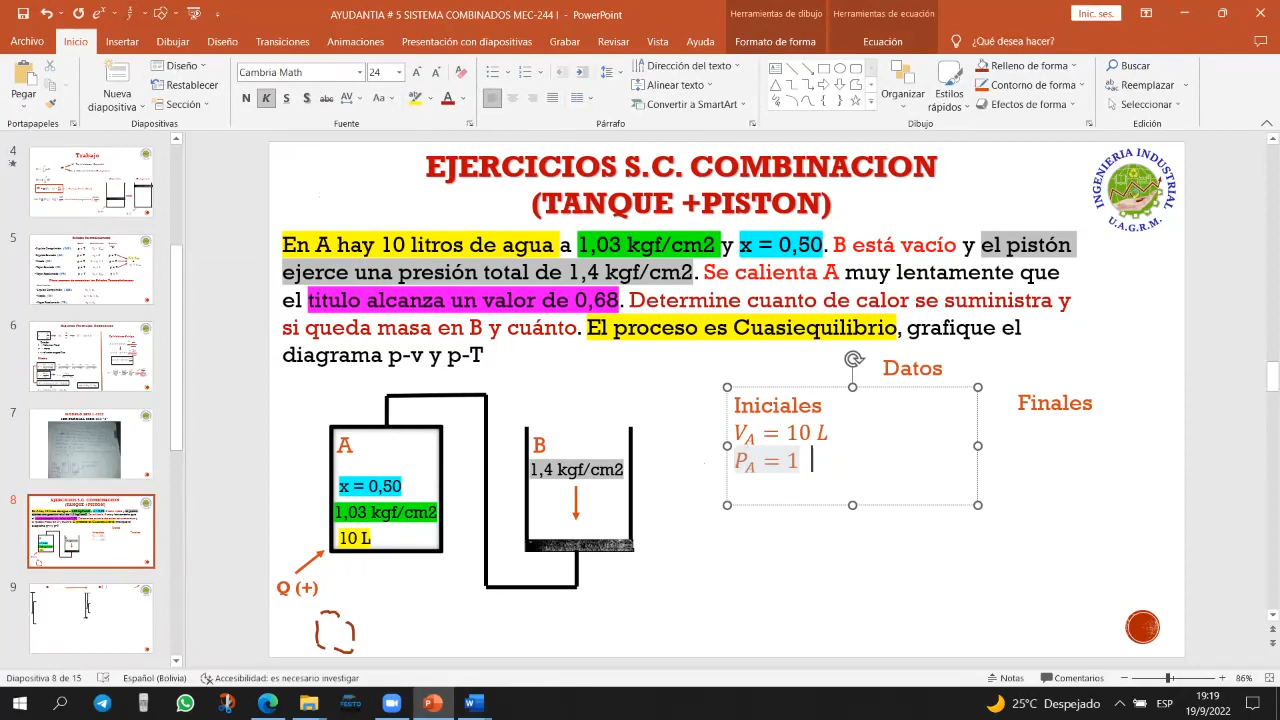 AYUDANTIA # 5 SISTEMA COMBINADOS MEC-244 I - PowerPoint
Herramientas de dibujo
Herramientas de ecuación
Inic. ses.
Archivo Inicio Insertar Dibujar Diseño Transiciones Animaciones Presentación con diapositivas Grabar Revisar Vista Ayuda Formato de forma Ecuación ¿Qué desea hacer?
Pegar
Nueva diapositiva
Diseño
Restablecer
Sección
Cambria Math 24
N K S S abc AV Aa
Dirección del texto
Alinear texto
Convertir a SmartArt
Organizar
Estilos rápidos
Relleno de forma
Contorno de forma
Efectos de forma
Buscar
Reemplazar
Seleccionar
Portapapeles Diapositivas Fuente Párrafo Dibujo Edición
4
Trabajo
7
8
9
EJERCICIOS S.C. COMBINACION
(TANQUE +PISTON)
INGENIERIA INDUSTRIAL
U.A.G.R.M.
En A hay 10 litros de agua a 1,03 kgf/cm2 y x = 0,50. B está vacío y el pistón
ejerce una presión total de 1,4 kgf/cm2. Se calienta A muy lentamente que
el titulo alcanza un valor de 0,68. Determine cuanto de calor se suministra y
si queda masa en B y cuánto. El proceso es Cuasiequilibrio, grafique el
diagrama p-v y p-T
Datos
Iniciales
Finales
V_A = 10 L
P_A = 1
A
x = 0,50
1,03 kgf/cm2
10 L
Q (+)
B
1,4 kgf/cm2
Diapositiva 8 de 15
Español (Bolivia)
Accesibilidad: es necesario investigar
Notas
Comentarios
86%
25°C Despejado
ESP
19:19
19/9/2022